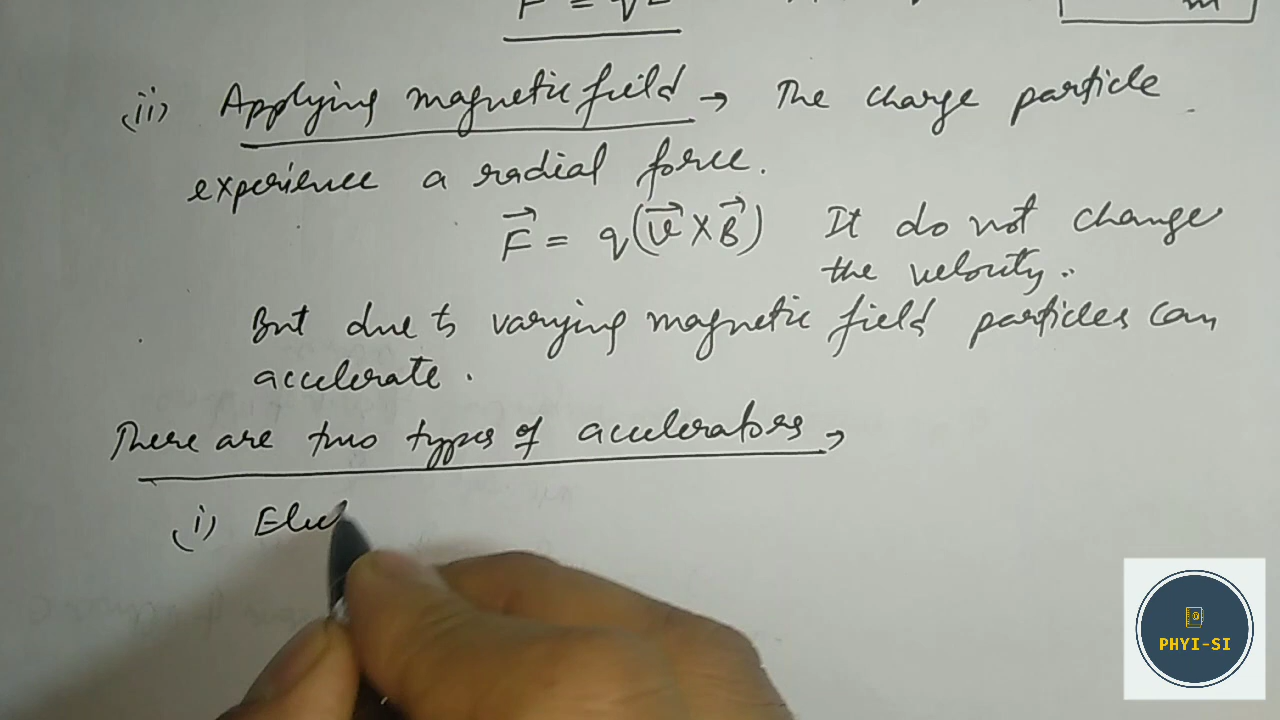 F = qE
m
(ii) Applying magnetic field → The charge particle
experience a radial force.
F⃗ = q(v⃗ × B⃗) It do not change
the velocity.
But due to varying magnetic field particles can
accelerate.
There are two types of accelerators →
(i) Elec
PHYI-SI